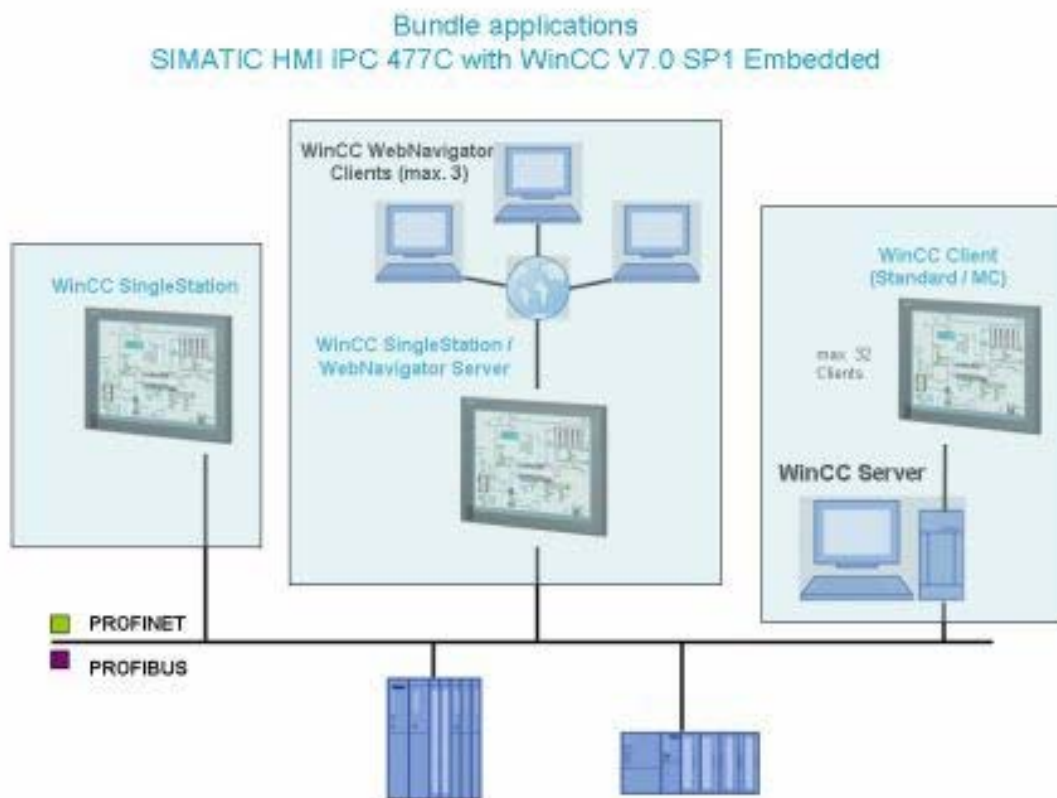 Bundle applications
SIMATIC HMI IPC 477C with WinCC V7.0 SP1 Embedded
WinCC WebNavigator
Clients (max. 3)
WinCC SingleStation
WinCC SingleStation /
WebNavigator Server
WinCC Client
(Standard / MC)
max. 32
Clients
WinCC Server
PROFINET
PROFIBUS